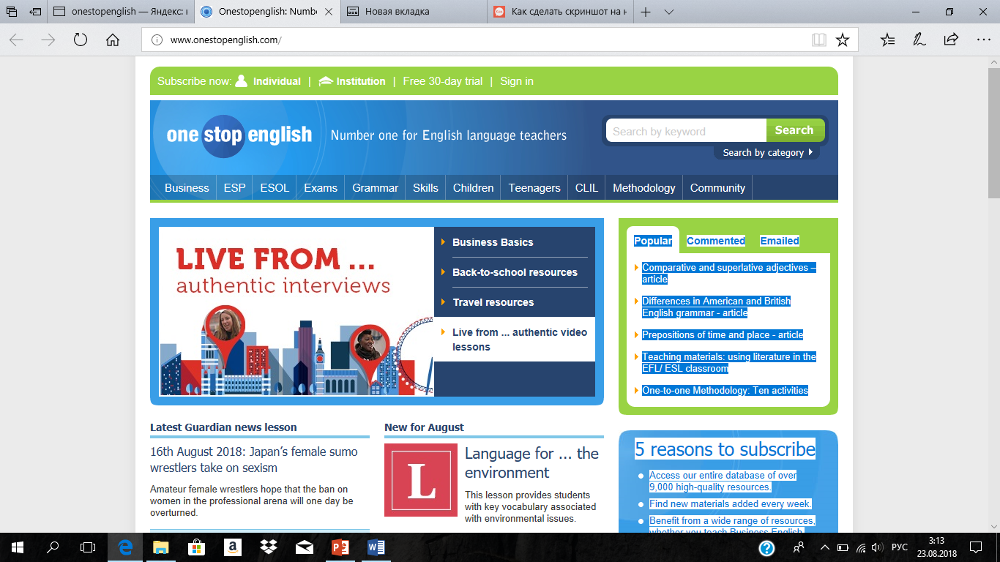 onestopenglish — Яндекс: н
Onestopenglish: Numbe
Новая вкладка
Как сделать скриншот на н
www.onestopenglish.com/
Subscribe now: Individual | Institution | Free 30-day trial | Sign in
one stop english
Number one for English language teachers
Search by keyword
Search
Search by category
Business ESP ESOL Exams Grammar Skills Children Teenagers CLIL Methodology Community
LIVE FROM ...
authentic interviews
Business Basics
Back-to-school resources
Travel resources
Live from ... authentic video
lessons
Popular Commented Emailed
Comparative and superlative adjectives –
article
Differences in American and British
English grammar - article
Prepositions of time and place - article
Teaching materials: using literature in the
EFL/ ESL classroom
One-to-one Methodology: Ten activities
Latest Guardian news lesson
16th August 2018: Japan's female sumo
wrestlers take on sexism
Amateur female wrestlers hope that the ban on
women in the professional arena will one day be
overturned.
New for August
L
Language for ... the
environment
This lesson provides students
with key vocabulary associated
with environmental issues.
5 reasons to subscribe
Access our entire database of over
9,000 high-quality resources.
Find new materials added every week.
Benefit from a wide range of resources,
whether you teach Business English,
РУС
3:13
23.08.2018